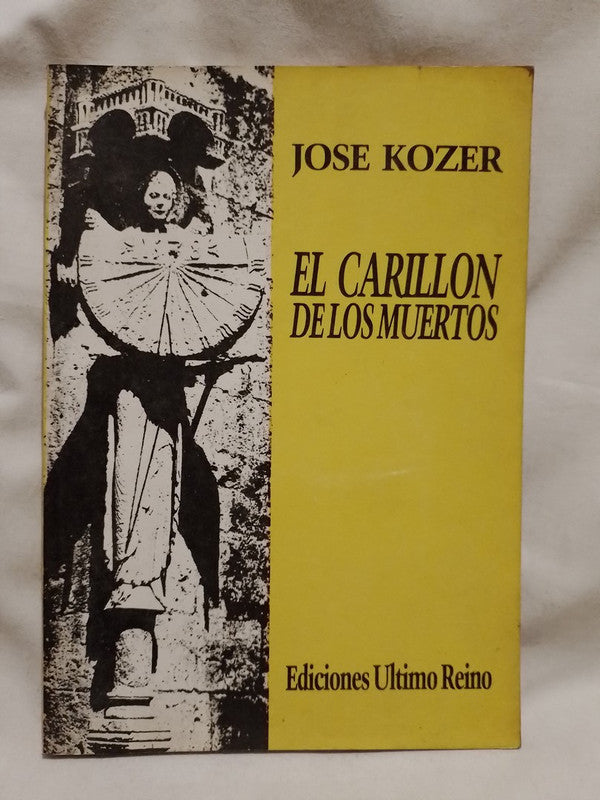 JOSE KOZER
EL CARILLON
DE LOS MUERTOS
Ediciones Ultimo Reino